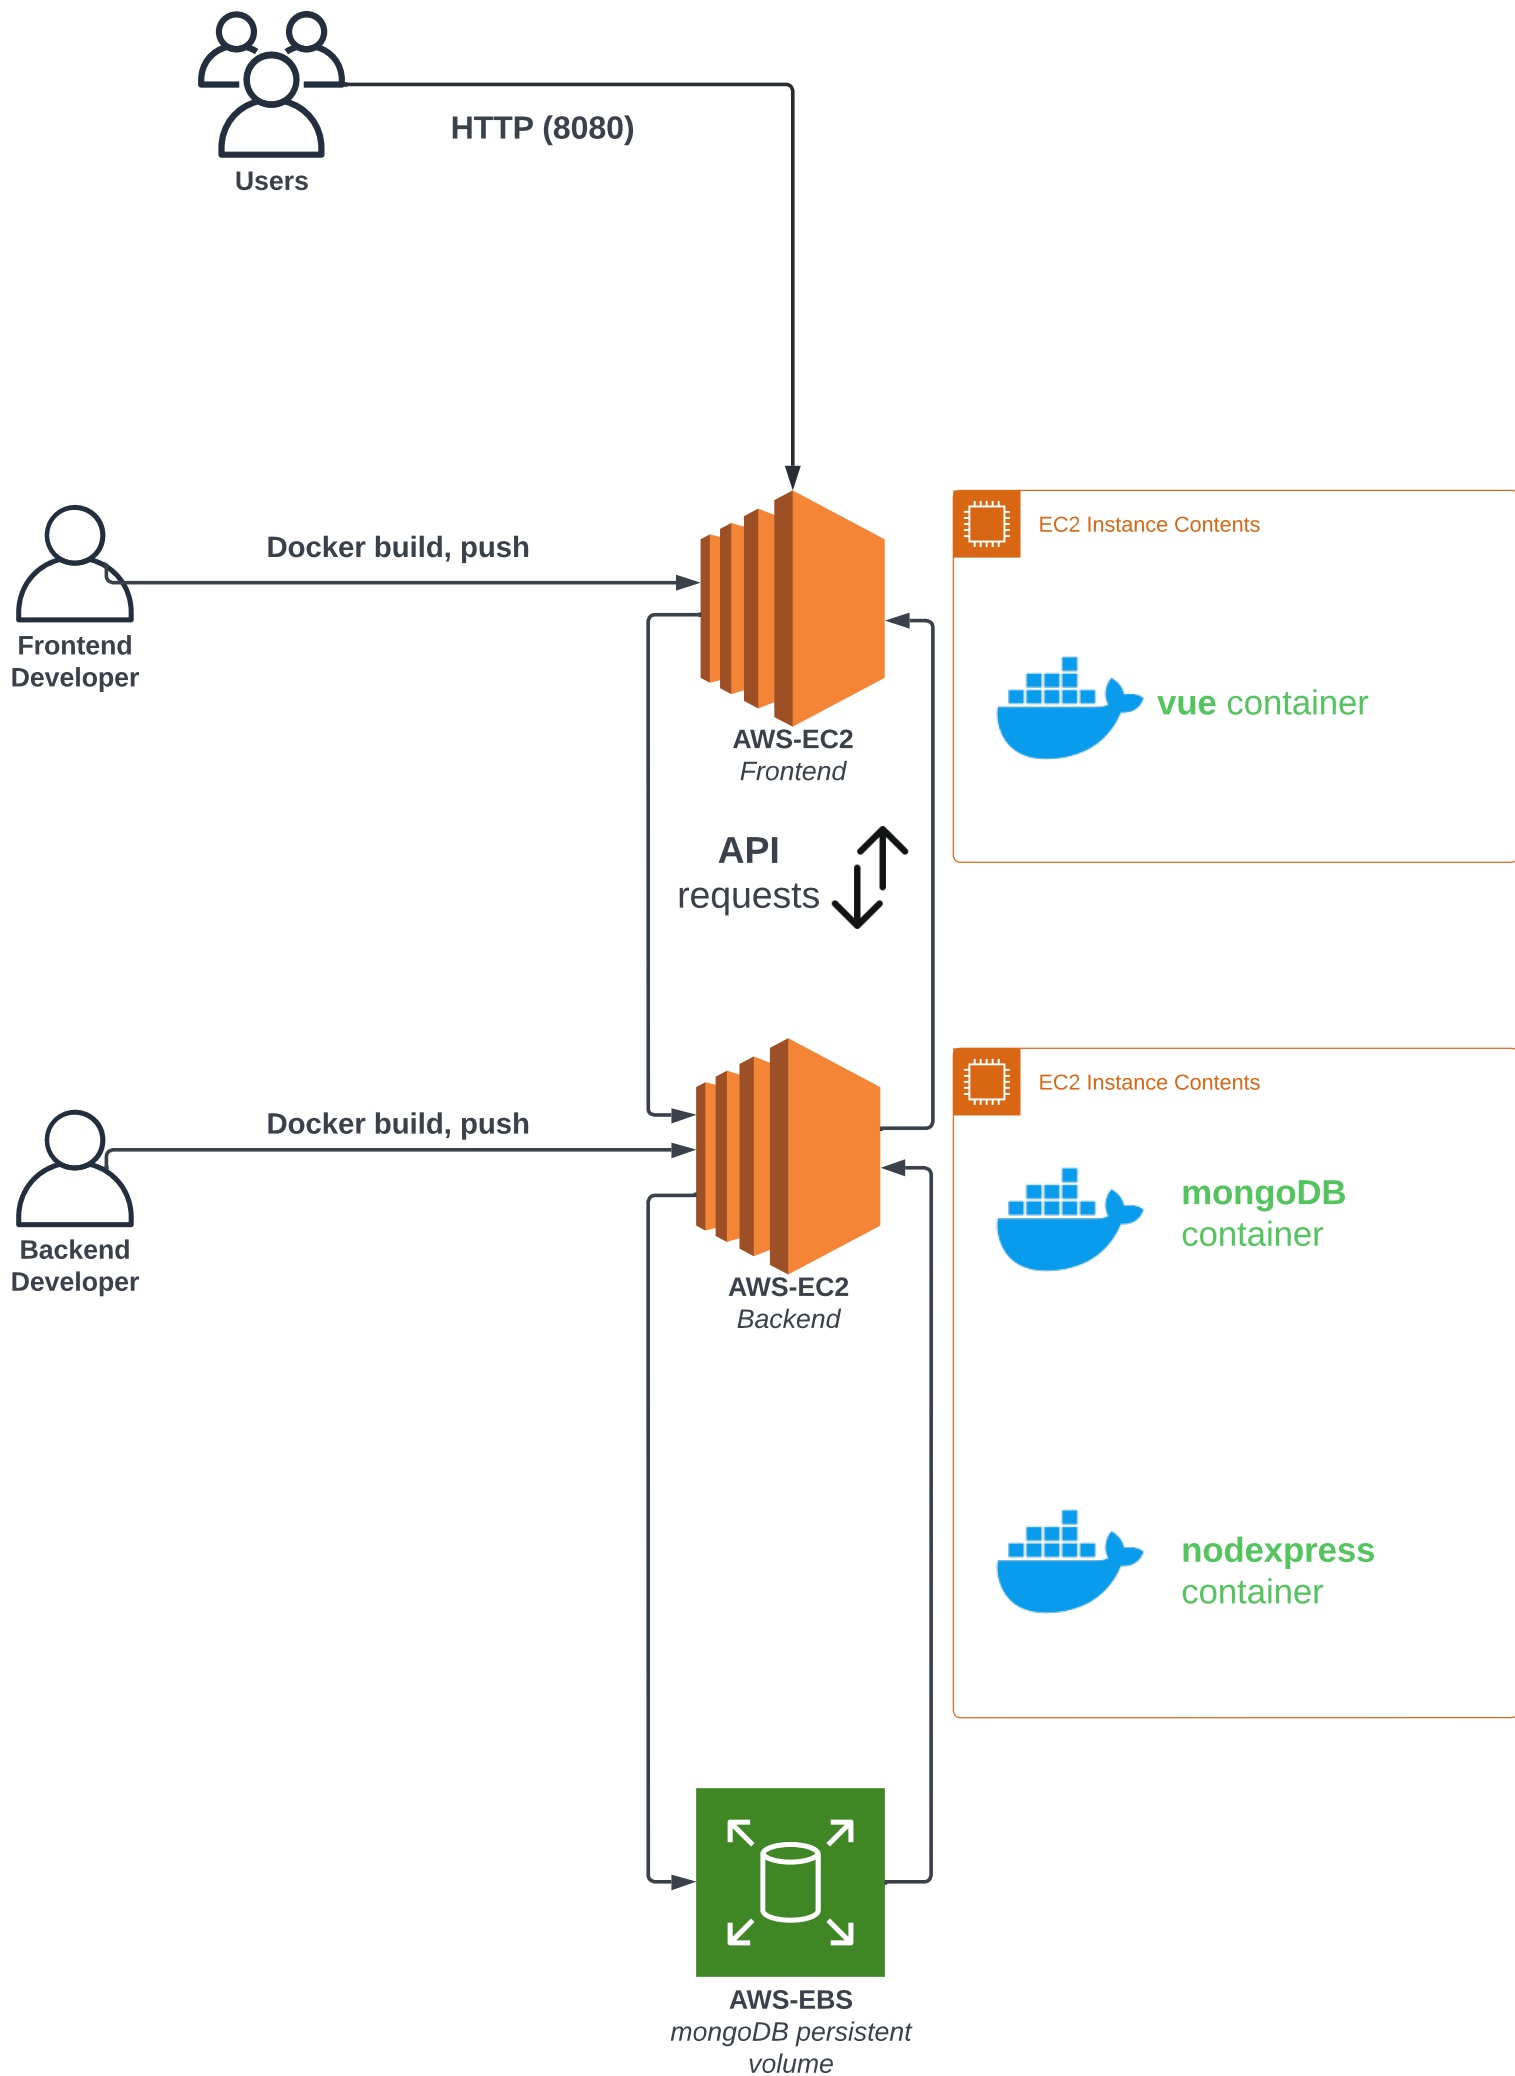 HTTP (8080)
Users
Docker build, push
EC2 Instance Contents
Frontend
Developer
vue container
AWS-EC2
Frontend
API
requests
EC2 Instance Contents
Docker build, push
mongoDB
container
Backend
Developer
AWS-EC2
Backend
nodexpress
container
AWS-EBS
mongoDB persistent
volume